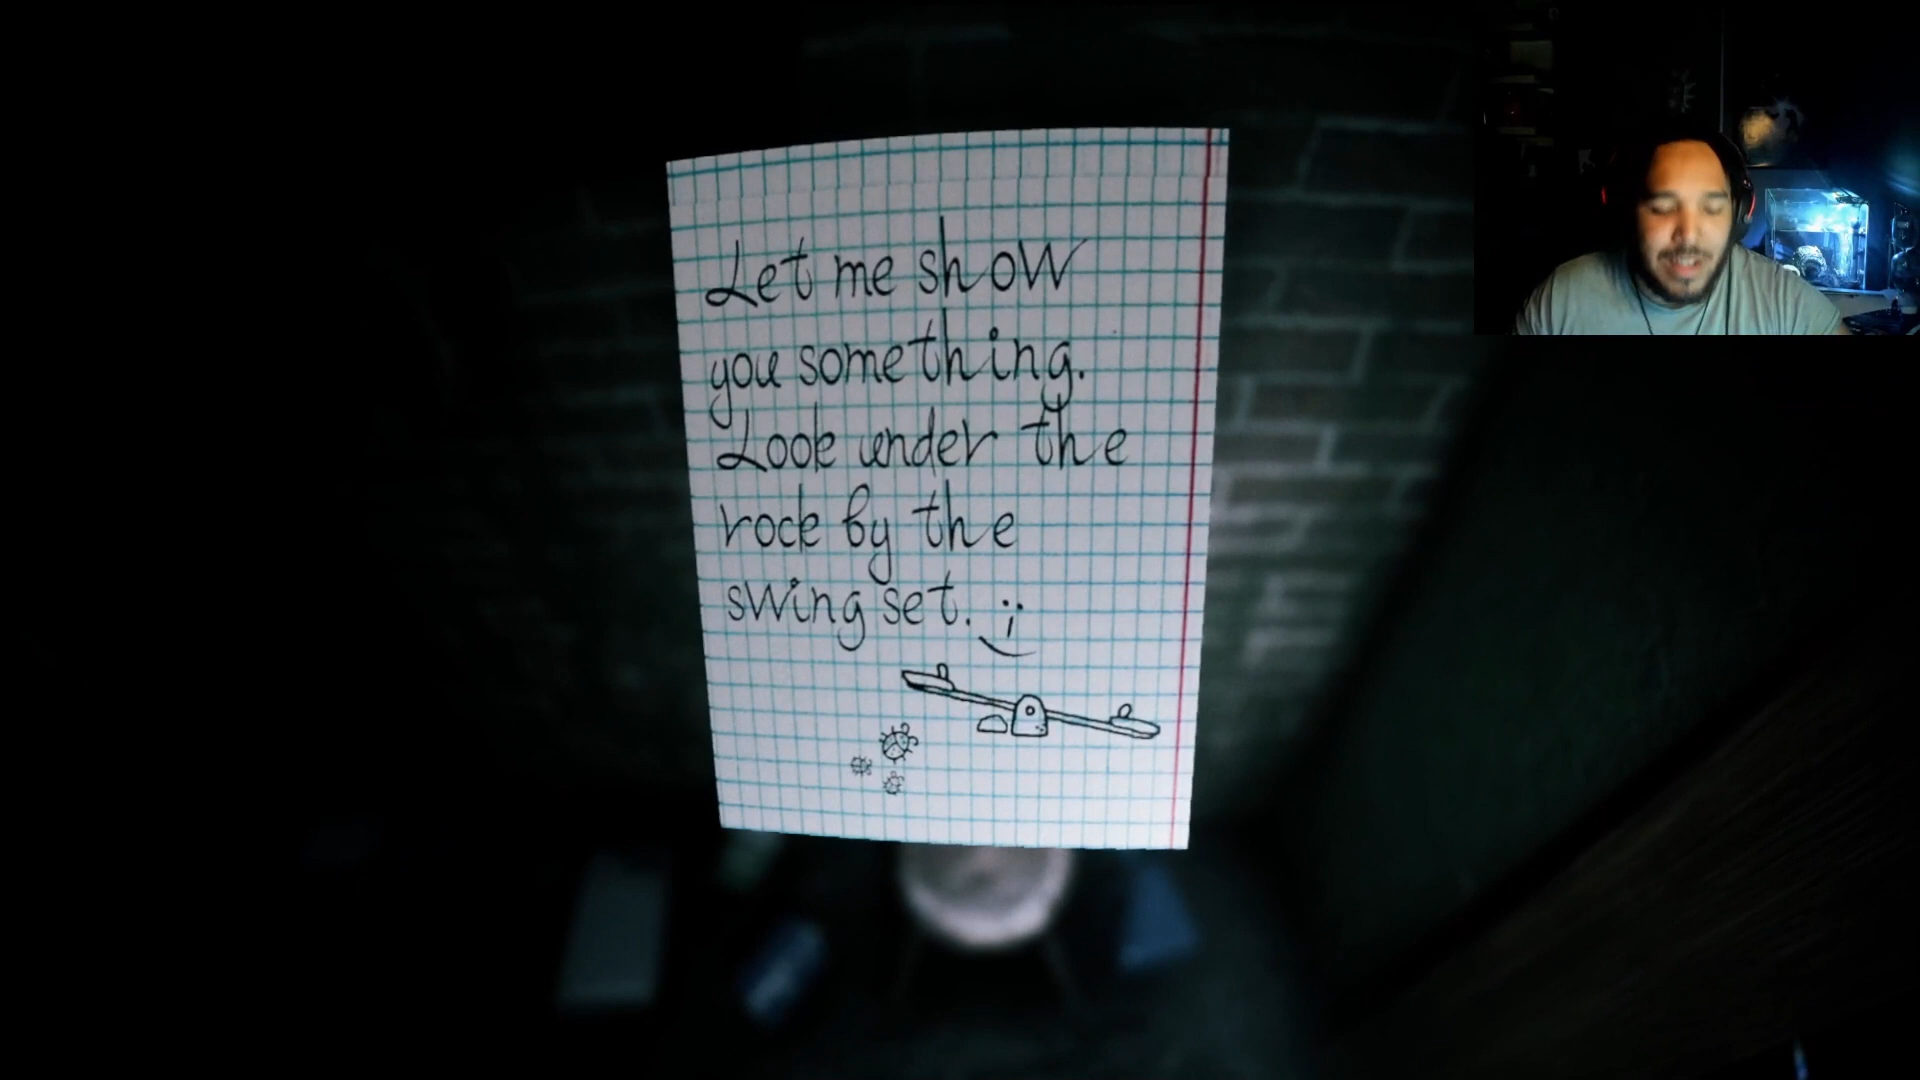 Let me show
you something.
Look under the
rock by the
swing set.